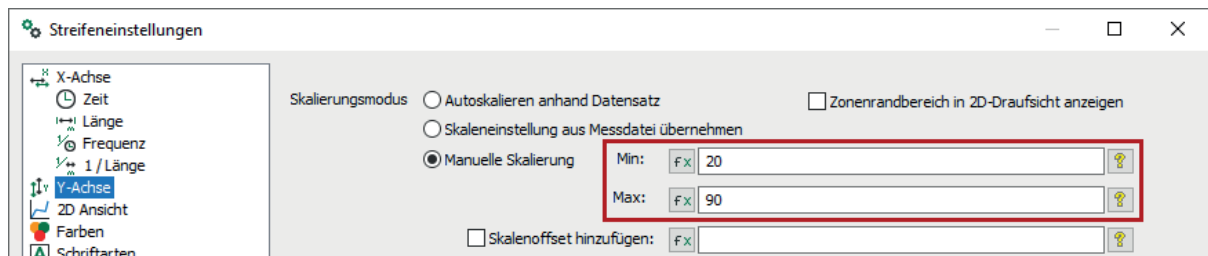 Streifeneinstellungen
X-Achse
Zeit
Länge
Frequenz
1 / Länge
Y-Achse
2D Ansicht
Farben
Schriftarten
Skalierungsmodus
Autoskalieren anhand Datensatz
Zonenrandbereich in 2D-Draufsicht anzeigen
Skaleneinstellung aus Messdatei übernehmen
Manuelle Skalierung
Min: fx 20
Max: fx 90
Skalenoffset hinzufügen: fx